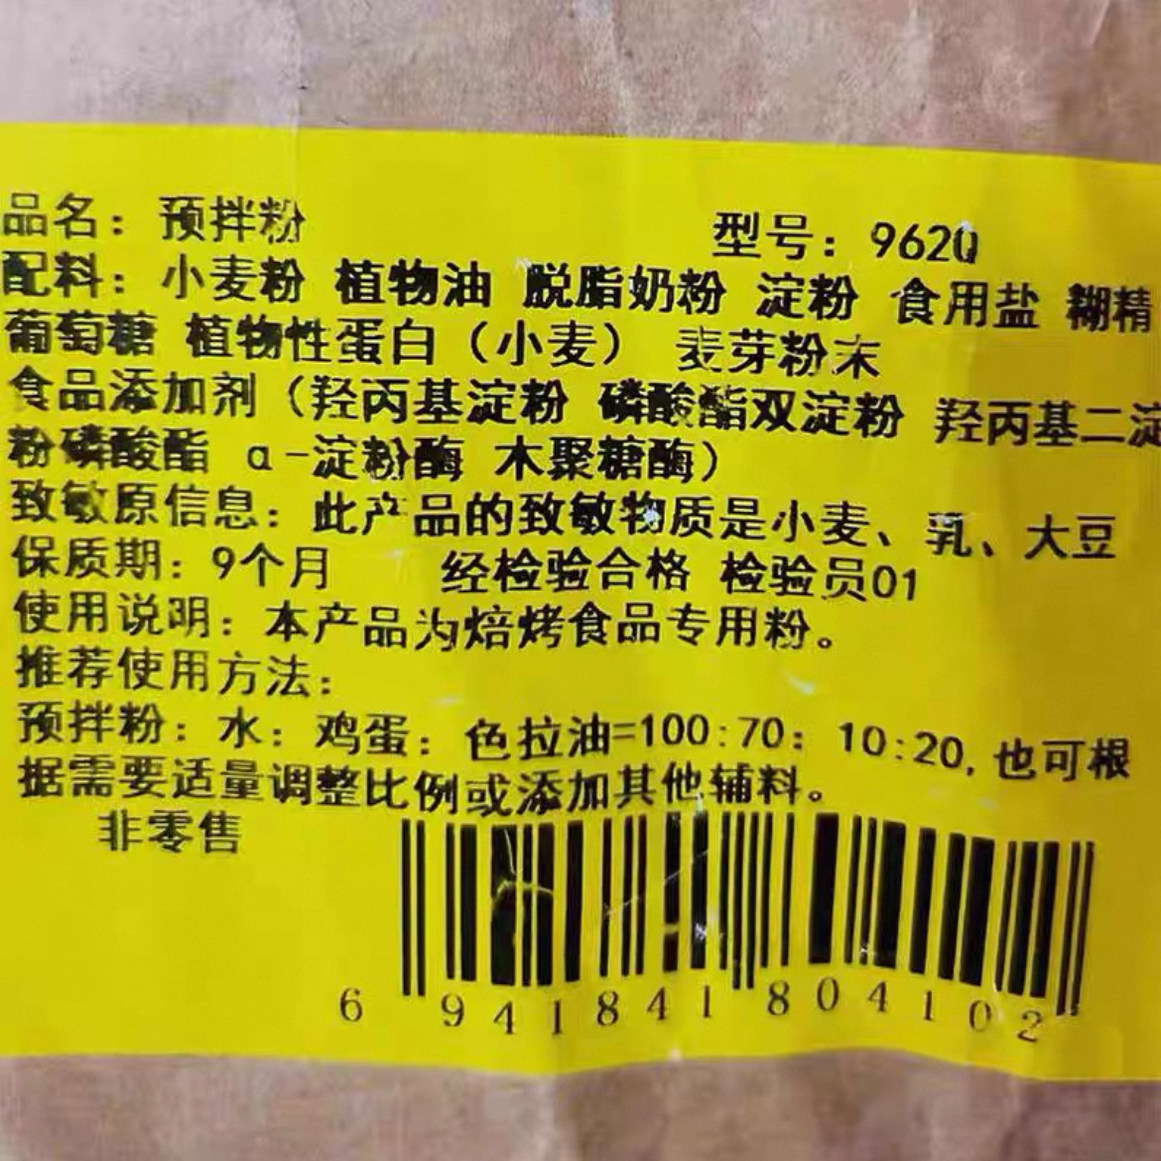 品名：预拌粉 型号：962Q
配料：小麦粉 植物油 脱脂奶粉 淀粉 食用盐 糊精
葡萄糖 植物性蛋白（小麦） 麦芽粉末
食品添加剂（羟丙基淀粉 磷酸酯双淀粉 羟丙基二淀
粉磷酸酯 α-淀粉酶 木聚糖酶）
致敏原信息：此产品的致敏物质是小麦、乳、大豆
保质期：9个月 经检验合格 检验员01
使用说明：本产品为焙烤食品专用粉。
推荐使用方法：
预拌粉：水：鸡蛋：色拉油=100:70：10:20,也可根
据需要适量调整比例或添加其他辅料。
非零售
6 941841 804102